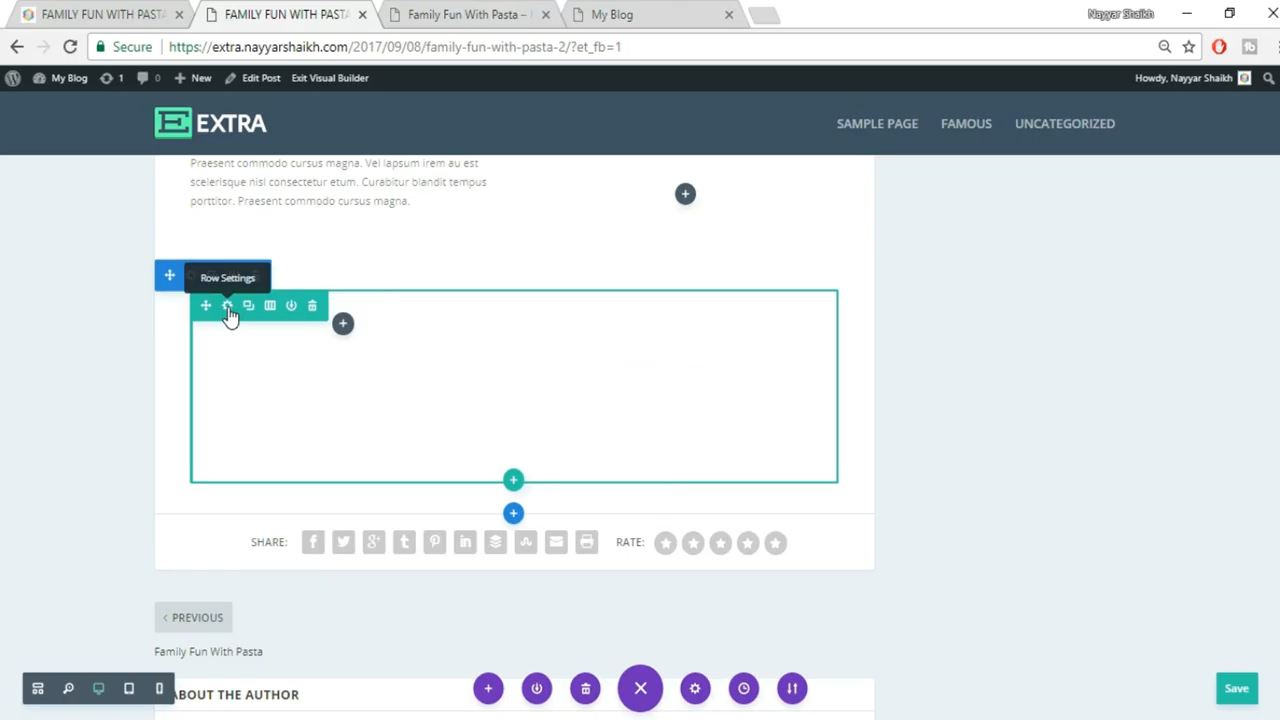 FAMILY FUN WITH PASTA
FAMILY FUN WITH PASTA
Family Fun With Pasta –
My Blog
Nayyar Shaikh
Secure
https://extra.nayyarshaikh.com/2017/09/08/family-fun-with-pasta-2/?et_fb=1
My Blog
1
0
New
Edit Post
Exit Visual Builder
Howdy, Nayyar Shaikh
E EXTRA
SAMPLE PAGE
FAMOUS
UNCATEGORIZED
Praesent commodo cursus magna. Vel lapsum irem au est
scelerisque nisl consectetur etum. Curabitur blandit tempus
porttitor. Praesent commodo cursus magna.
Row Settings
SHARE:
RATE:
< PREVIOUS
Family Fun With Pasta
ABOUT THE AUTHOR
Save